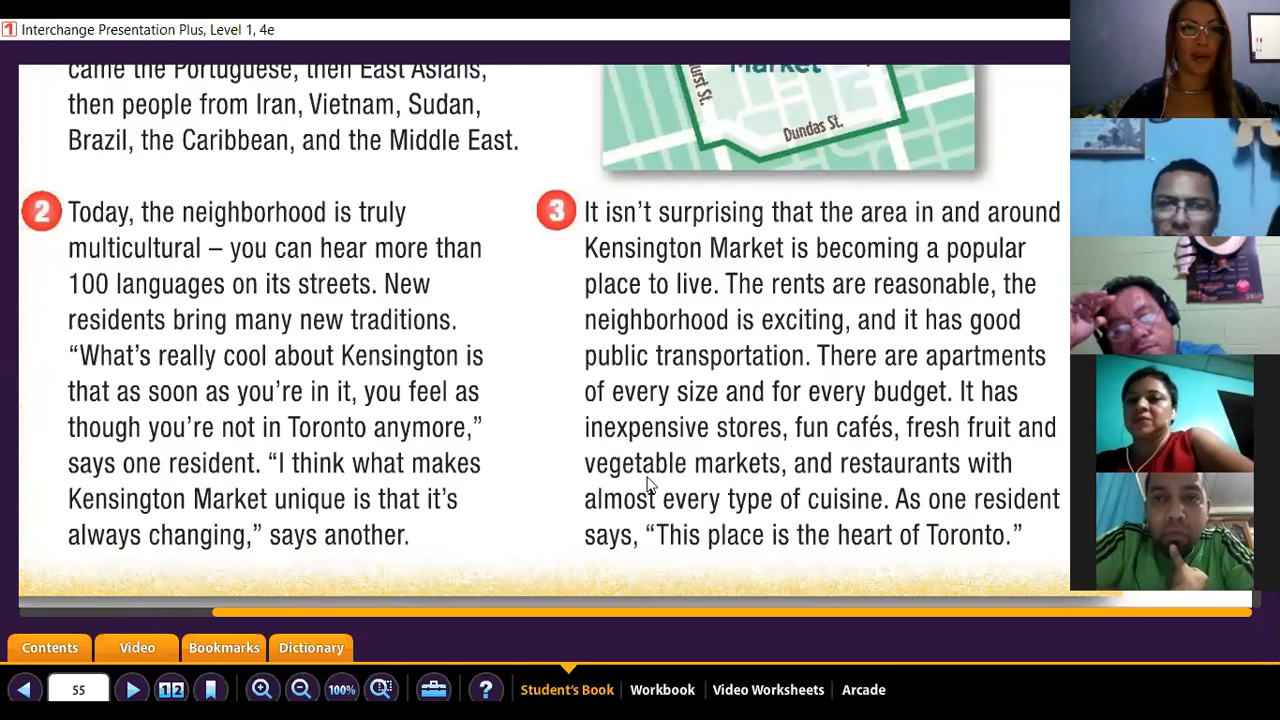 Interchange Presentation Plus, Level 1, 4e
came the Portuguese, then East Asians,
then people from Iran, Vietnam, Sudan,
Brazil, the Caribbean, and the Middle East.
Market
Dundas St.
2
Today, the neighborhood is truly
multicultural – you can hear more than
100 languages on its streets. New
residents bring many new traditions.
“What’s really cool about Kensington is
that as soon as you’re in it, you feel as
though you’re not in Toronto anymore,”
says one resident. “I think what makes
Kensington Market unique is that it’s
always changing,” says another.
3
It isn’t surprising that the area in and around
Kensington Market is becoming a popular
place to live. The rents are reasonable, the
neighborhood is exciting, and it has good
public transportation. There are apartments
of every size and for every budget. It has
inexpensive stores, fun cafés, fresh fruit and
vegetable markets, and restaurants with
almost every type of cuisine. As one resident
says, “This place is the heart of Toronto.”
Contents Video Bookmarks Dictionary
55 1 2 100% ? Student's Book Workbook Video Worksheets Arcade